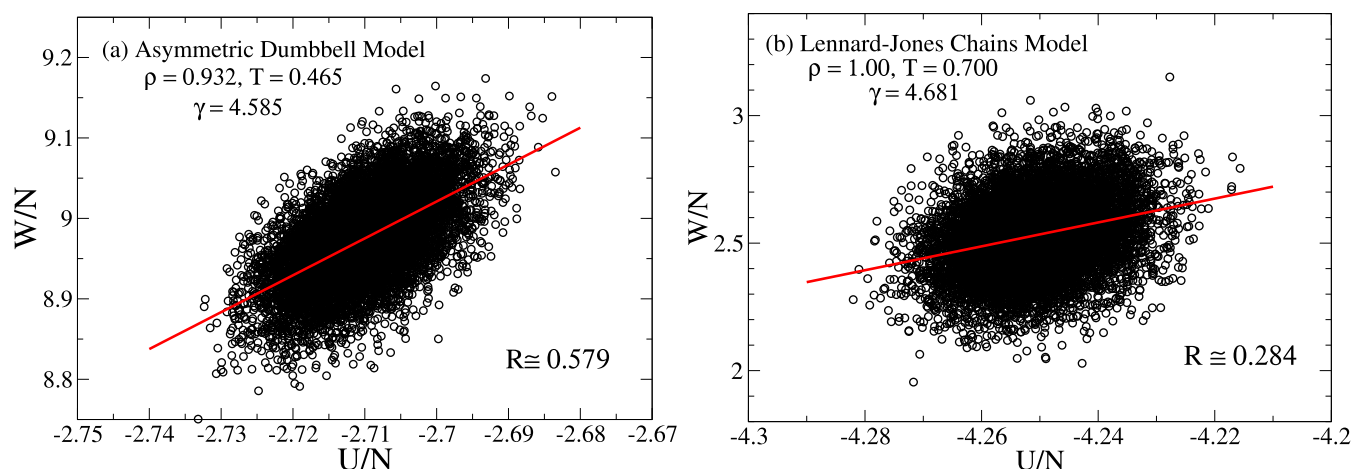 (a) Asymmetric Dumbbell Model
ρ = 0.932, T = 0.465
γ = 4.585
R≅ 0.579
W/N
9.2
9.1
9
8.9
8.8
-2.75 -2.74 -2.73 -2.72 -2.71 -2.7 -2.69 -2.68 -2.67
U/N
(b) Lennard-Jones Chains Model
ρ = 1.00, T = 0.700
γ = 4.681
R ≅ 0.284
W/N
3
2.5
2
-4.3 -4.28 -4.26 -4.24 -4.22 -4.2
U/N